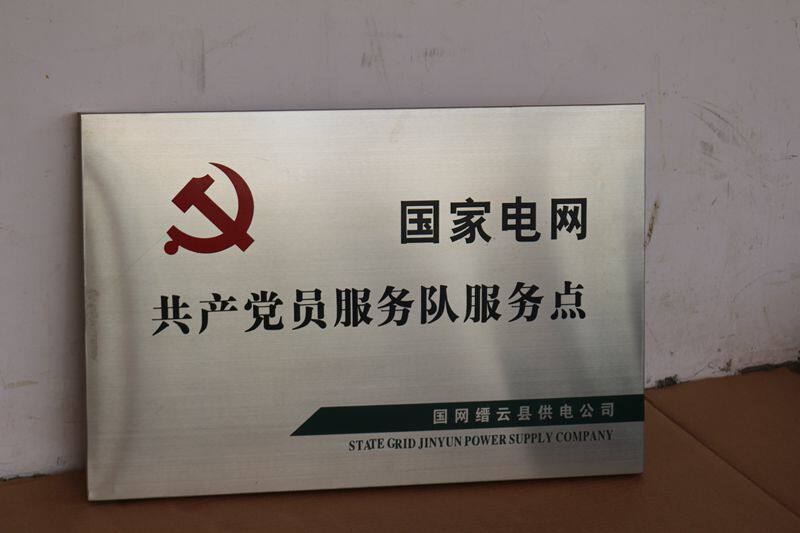 国家电网
共产党员服务队服务点
国网缙云县供电公司
STATE GRID JINYUN POWER SUPPLY COMPANY